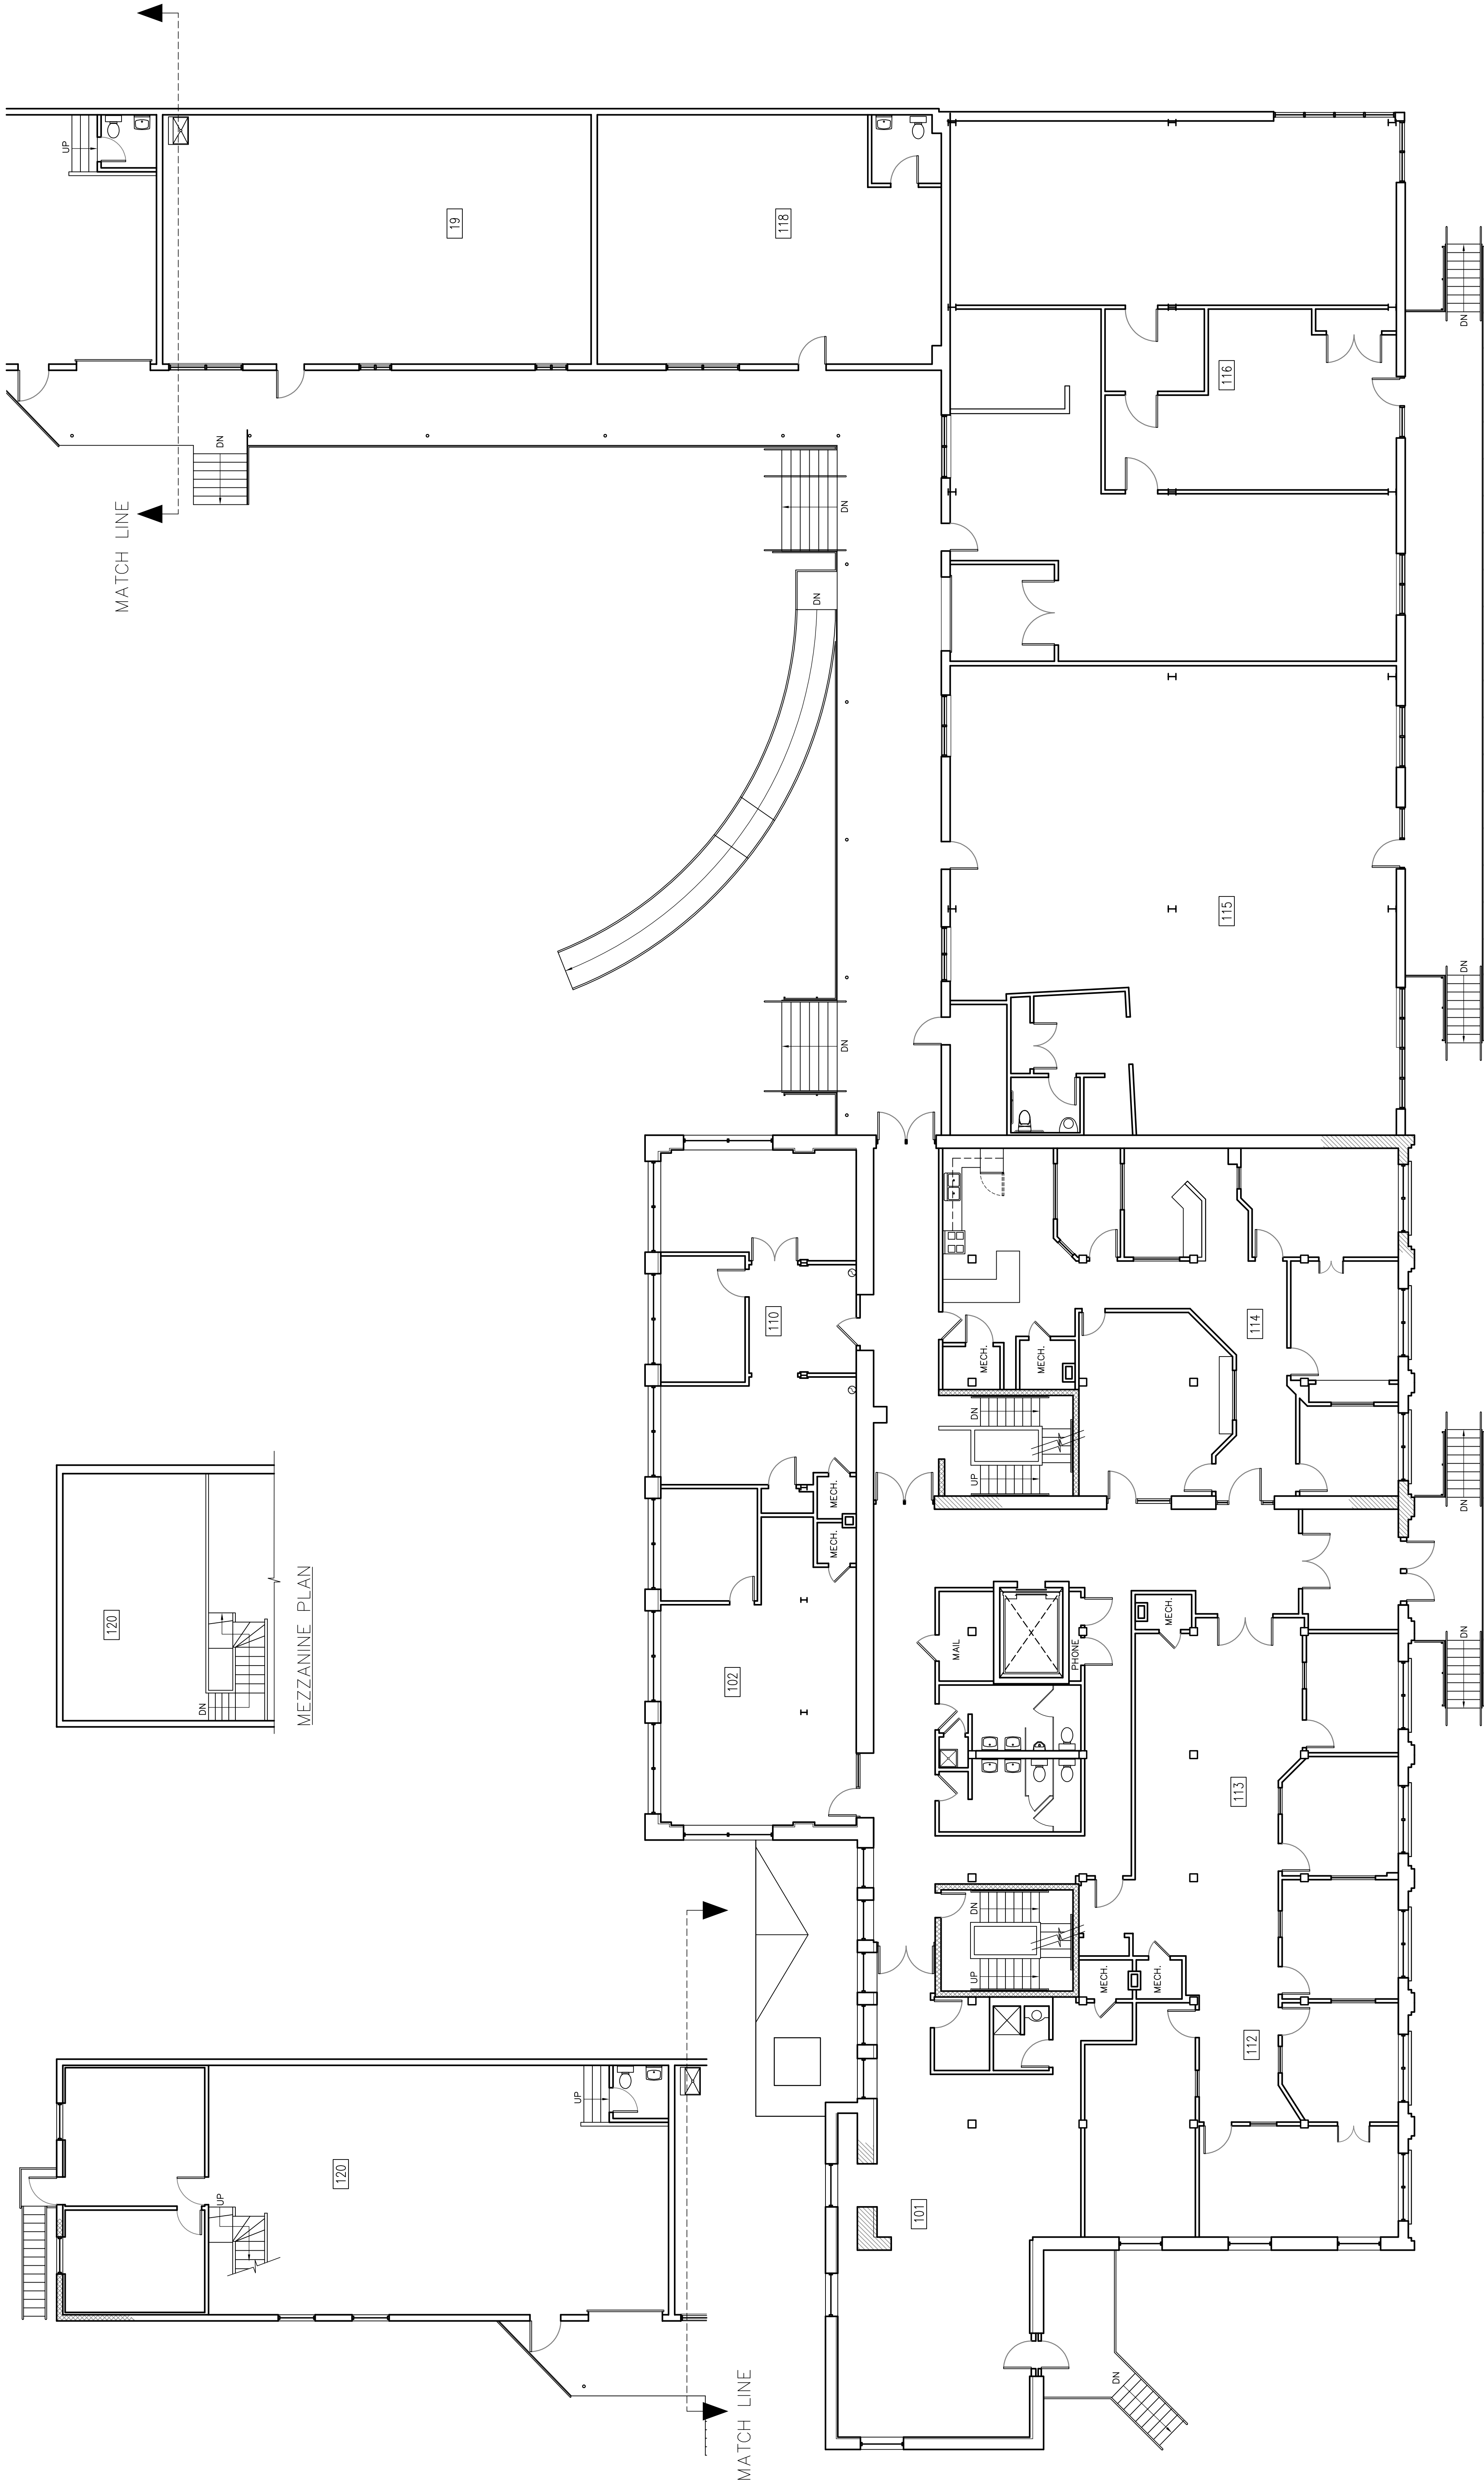 UP
19
118
DN
MATCH LINE
DN
DN
DN
116
DN
115
DN
DN
110
MECH.
MECH.
114
DN
UP
MECH.
MECH.
DN
120
DN
MEZZANINE PLAN
102
MAIL
PHONE
MECH.
DN
113
DN
UP
MECH.
MECH.
112
UP
120
UP
101
DN
MATCH LINE